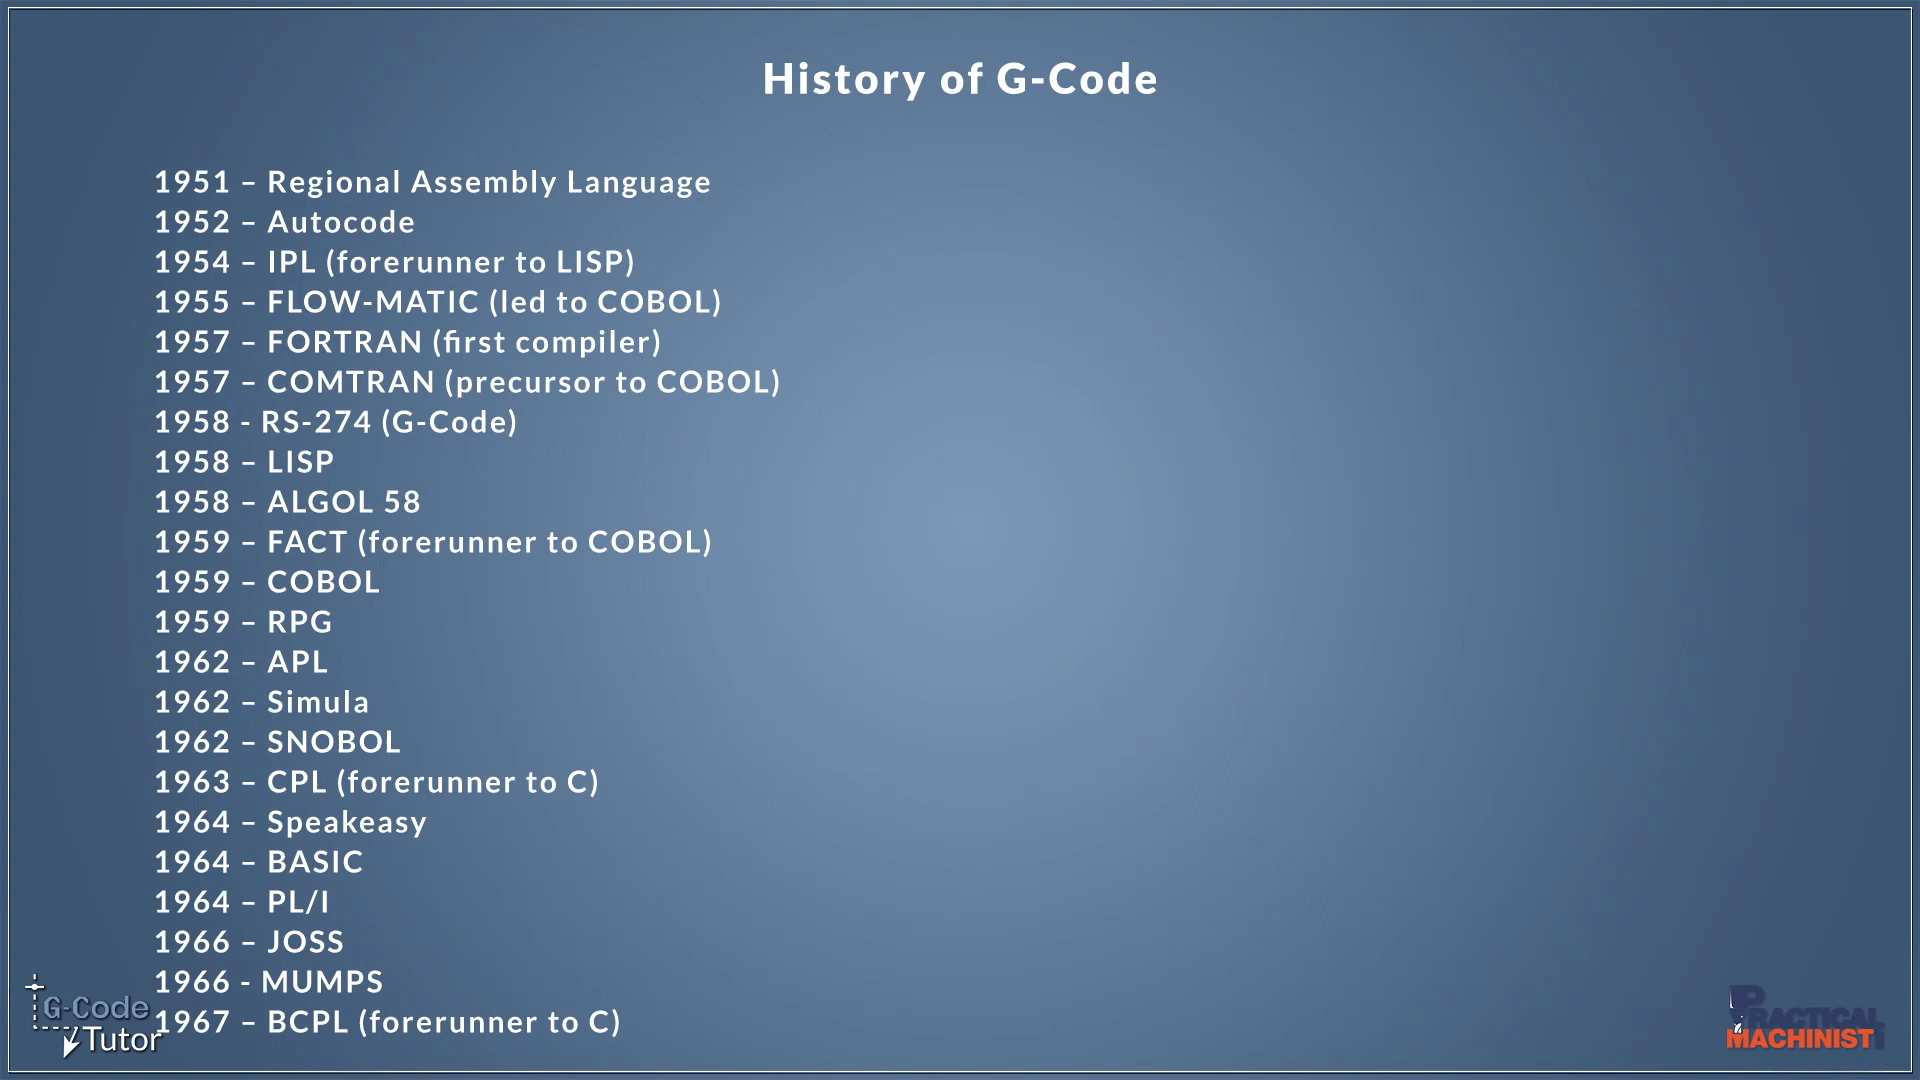 History of G-Code
1951 – Regional Assembly Language
1952 – Autocode
1954 – IPL (forerunner to LISP)
1955 – FLOW-MATIC (led to COBOL)
1957 – FORTRAN (first compiler)
1957 – COMTRAN (precursor to COBOL)
1958 - RS-274 (G-Code)
1958 – LISP
1958 – ALGOL 58
1959 – FACT (forerunner to COBOL)
1959 – COBOL
1959 – RPG
1962 – APL
1962 – Simula
1962 – SNOBOL
1963 – CPL (forerunner to C)
1964 – Speakeasy
1964 – BASIC
1964 – PL/I
1966 – JOSS
1966 - MUMPS
1967 – BCPL (forerunner to C)
G-Code
Tutor
PRACTICAL
MACHINIST